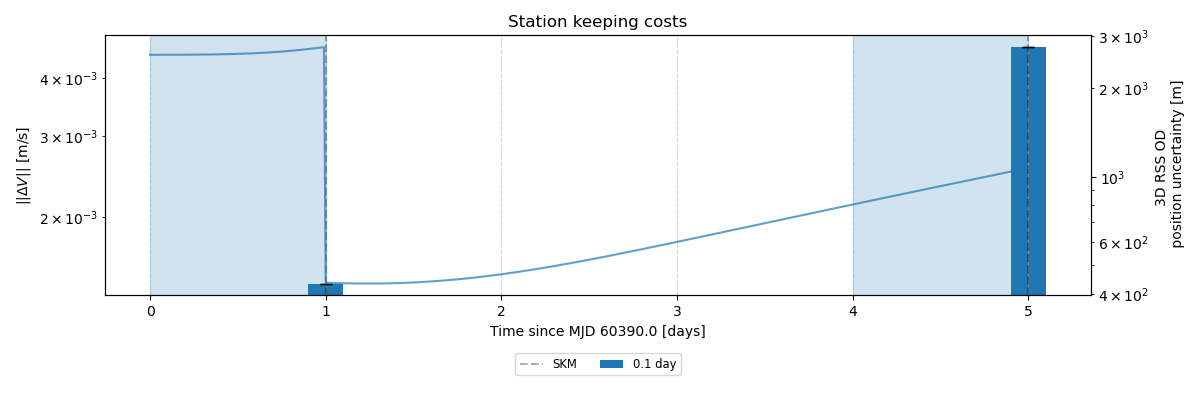 Station keeping costs
||ΔV|| [m/s]
4 × 10⁻³
3 × 10⁻³
2 × 10⁻³
3 × 10³
2 × 10³
10³
6 × 10²
4 × 10²
3D RSS OD
position uncertainty [m]
0 1 2 3 4 5
Time since MJD 60390.0 [days]
SKM 0.1 day